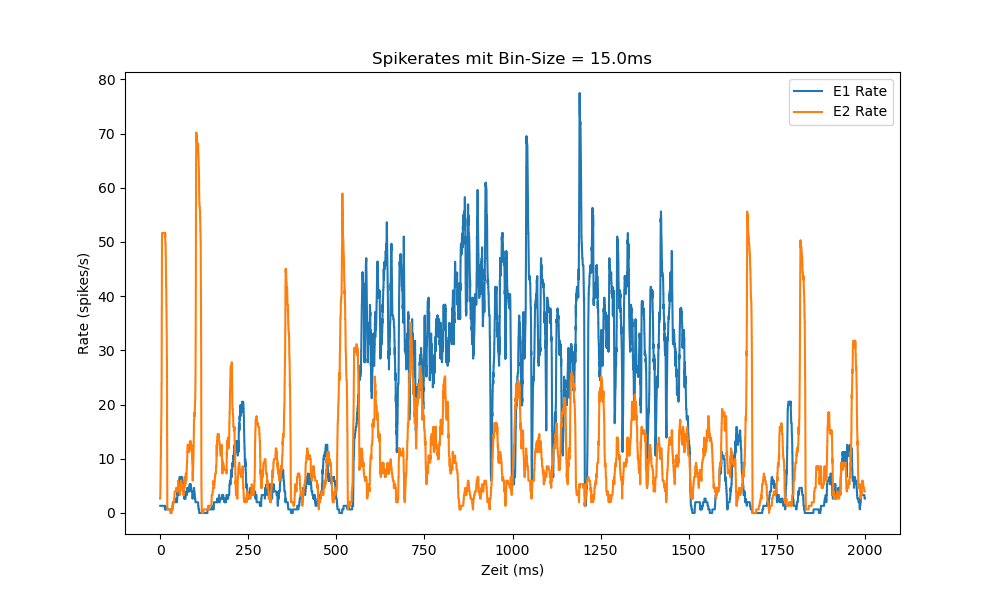 Spikerates mit Bin-Size = 15.0ms
E1 Rate
E2 Rate
80
70
60
50
40
30
20
10
0
Rate (spikes/s)
0 250 500 750 1000 1250 1500 1750 2000
Zeit (ms)